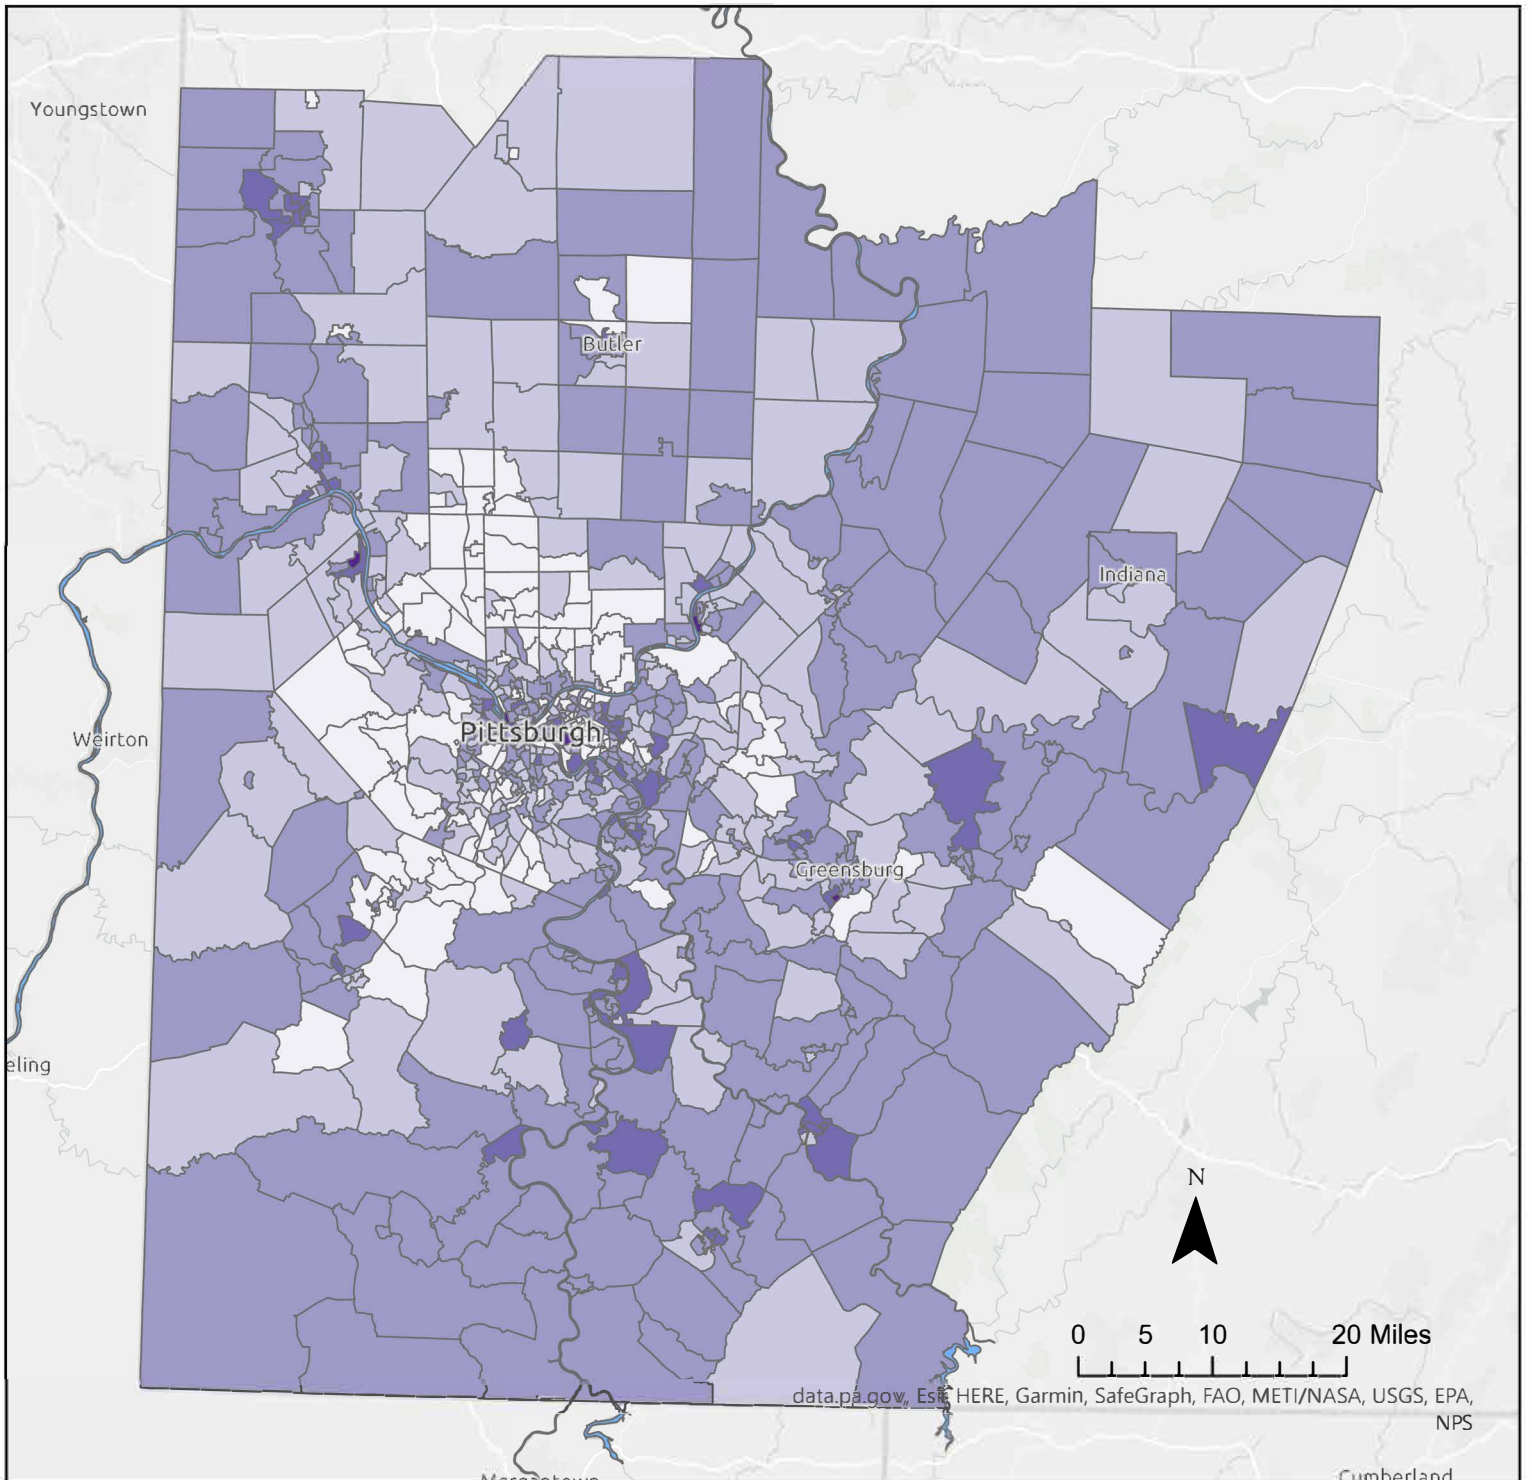 Youngstown
Butler
Indiana
Weirton
Pittsburgh
Greensburg
eling
N
0 5 10 20 Miles
data.pa.gov, Esri, HERE, Garmin, SafeGraph, FAO, METI/NASA, USGS, EPA,
NPS
Morgantown
Cumberland